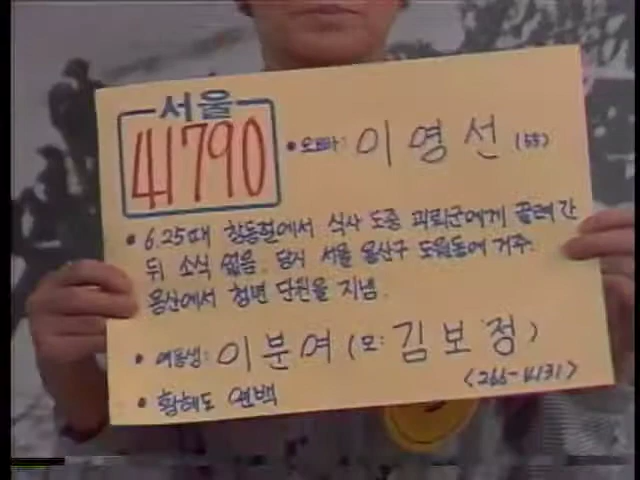 서울
41790
• 오빠: 이영선 (55)
• 6.25때 창동헌에서 식사 도중 괴뢰군에게 끌려간
뒤 소식 없음. 당시 서울 용산구 도원동에 거주.
용산에서 청년 단원을 지냄.
• 여동생: 이분여 (모: 김보정)
<266-4131>
• 황해도 연백